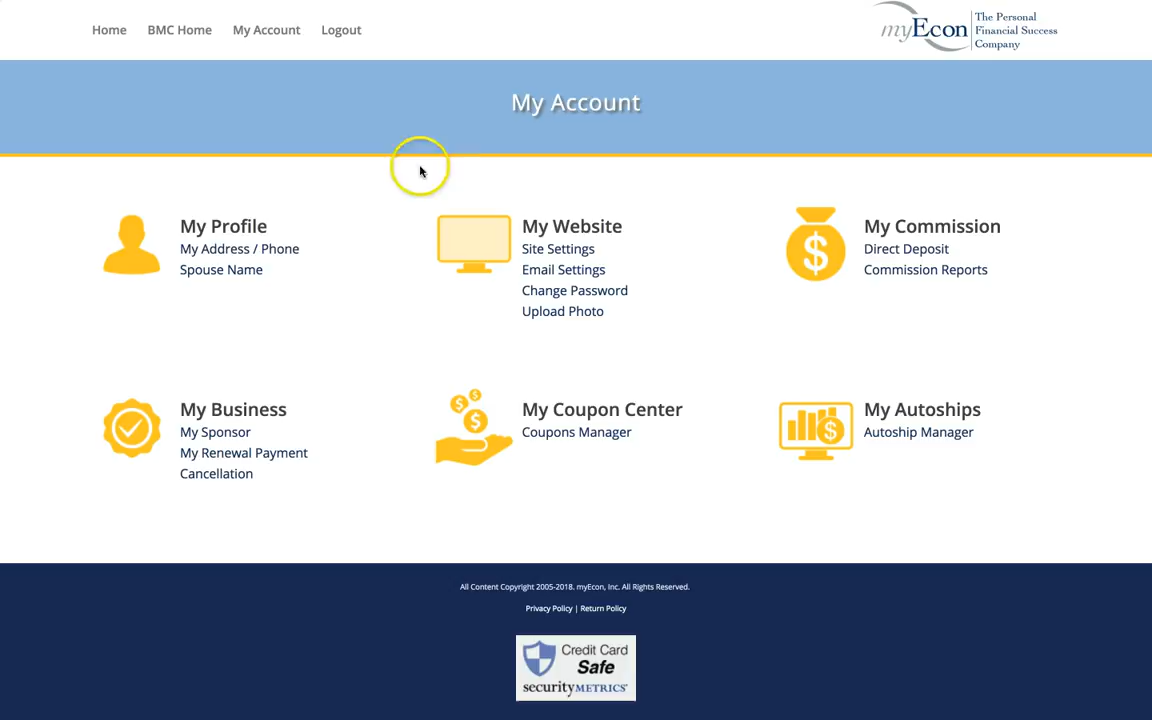 Home BMC Home My Account Logout
myEcon
The Personal
Financial Success
Company
My Account
My Profile
My Address / Phone
Spouse Name
My Website
Site Settings
Email Settings
Change Password
Upload Photo
My Commission
Direct Deposit
Commission Reports
My Business
My Sponsor
My Renewal Payment
Cancellation
My Coupon Center
Coupons Manager
My Autoships
Autoship Manager
All Content Copyright 2005-2018. myEcon, Inc. All Rights Reserved.
Privacy Policy | Return Policy
Credit Card
Safe
securityMETRICS®